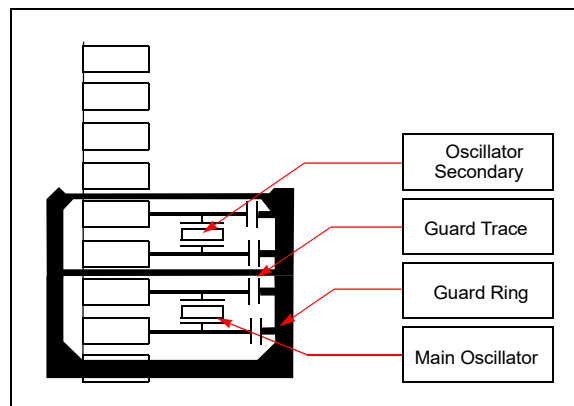 Oscillator
Secondary
Guard Trace
Guard Ring
Main Oscillator